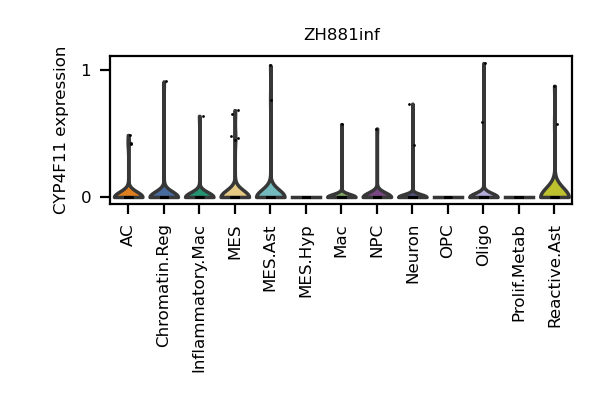 ZH881inf
CYP4F11 expression
1
0
AC
Chromatin.Reg
Inflammatory.Mac
MES
MES.Ast
MES.Hyp
Mac
NPC
Neuron
OPC
Oligo
Prolif.Metab
Reactive.Ast